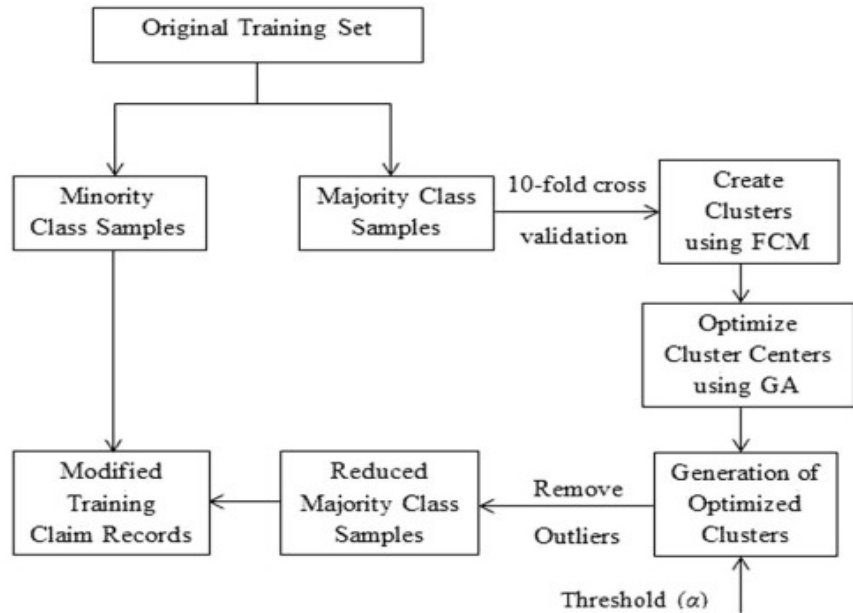 Original Training Set
Minority
Class Samples
Majority Class
Samples
10-fold cross
validation
Create
Clusters
using FCM
Optimize
Cluster Centers
using GA
Generation of
Optimized
Clusters
Remove
Outliers
Reduced
Majority Class
Samples
Modified
Training
Claim Records
Threshold (α)